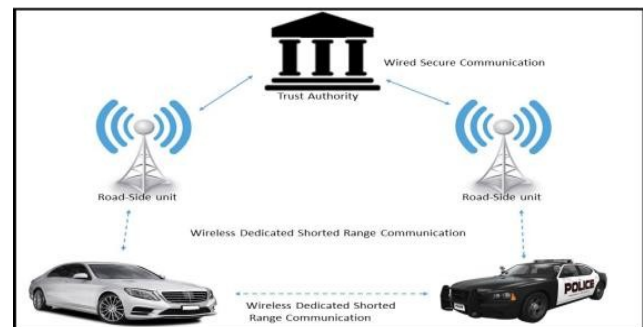 Wired Secure Communication
Trust Authority
Road-Side unit
Road-Side unit
Wireless Dedicated Shorted Range Communication
POLICE
Wireless Dedicated Shorted
Range Communication